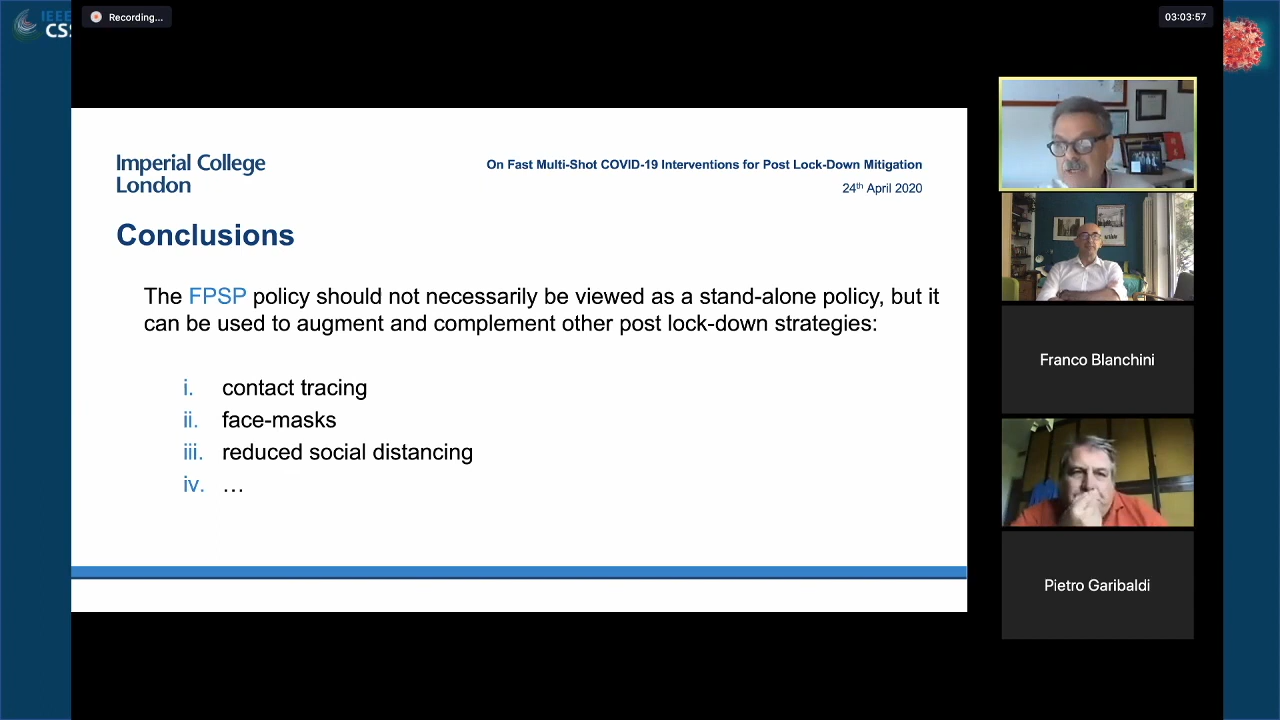 IEEE
CSS
Recording...
03:03:57
Imperial College
London
On Fast Multi-Shot COVID-19 Interventions for Post Lock-Down Mitigation
24th April 2020
Conclusions
The FPSP policy should not necessarily be viewed as a stand-alone policy, but it
can be used to augment and complement other post lock-down strategies:
i. contact tracing
ii. face-masks
iii. reduced social distancing
iv. …
Franco Blanchini
Pietro Garibaldi